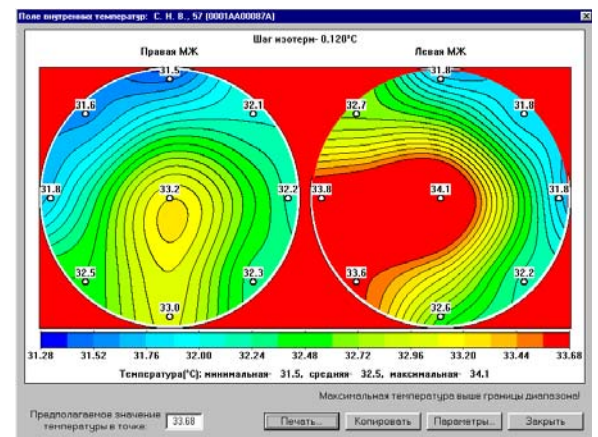 Поле внутренних температур: С. Н. В., 57 [0001AA00087A]
Шаг изотерм- 0.120°C
Правая МЖ
Левая МЖ
31.5
31.8
31.6
32.1
32.7
31.8
31.8
33.2
32.2
33.8
34.1
31.8
32.5
32.3
33.6
32.2
33.0
32.6
31.28 31.52 31.76 32.00 32.24 32.48 32.72 32.96 33.20 33.44 33.68
Температура(°C): минимальная- 31.5, средняя- 32.5, максимальная- 34.1
Максимальная температура выше границы диапазона!
Предполагаемое значение
температуры в точке: 33.68
Печать... Копировать Параметры... Закрыть